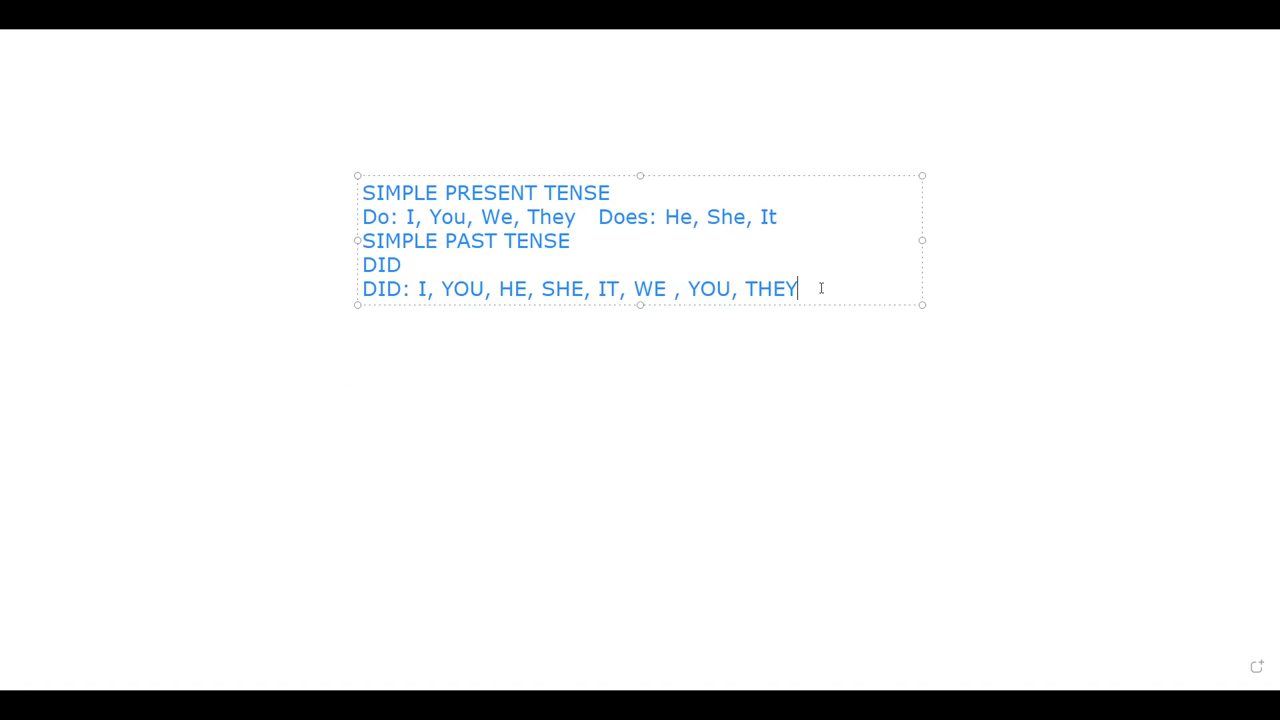 SIMPLE PRESENT TENSE
Do: I, You, We, They   Does: He, She, It
SIMPLE PAST TENSE
DID
DID: I, YOU, HE, SHE, IT, WE , YOU, THEY